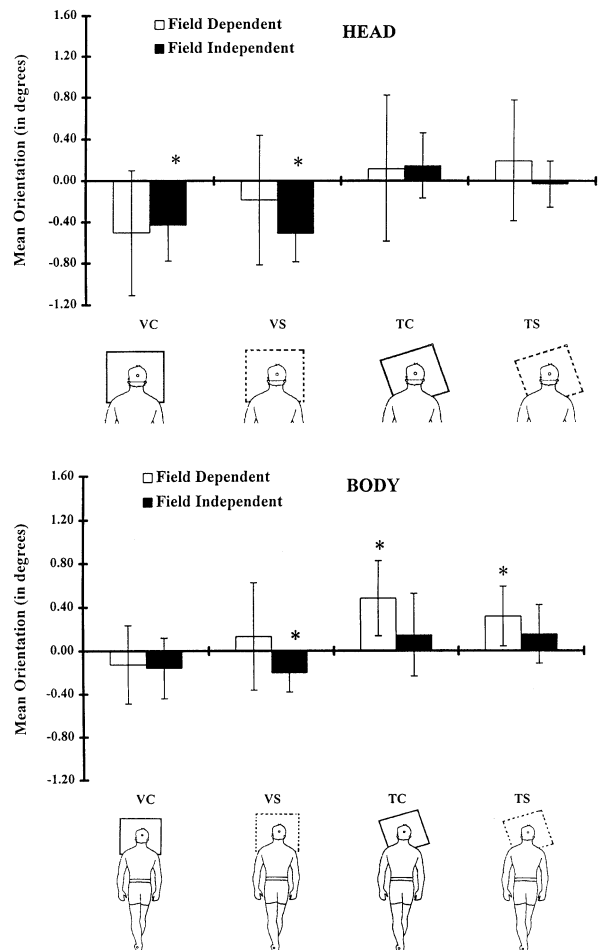 1.60
Field Dependent
HEAD
Field Independent
1.20
0.80
0.40
0.00
-0.40
-0.80
-1.20
Mean Orientation (in degrees)
* *
VC VS TC TS
1.60
Field Dependent
BODY
Field Independent
1.20
0.80
0.40
0.00
-0.40
-0.80
-1.20
Mean Orientation (in degrees)
* * *
VC VS TC TS